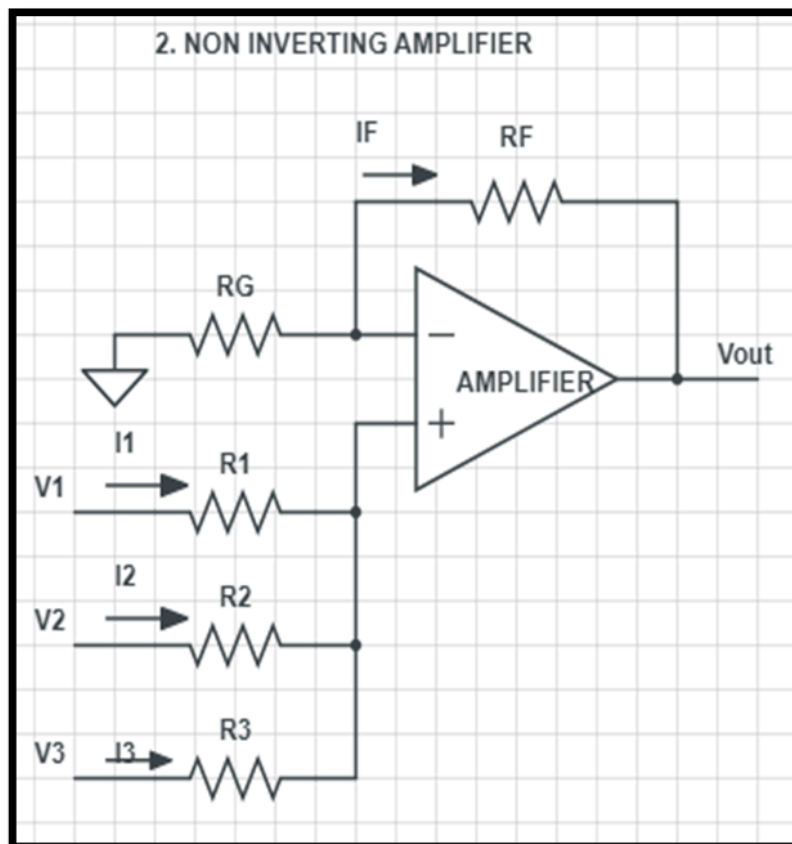 2. NON INVERTING AMPLIFIER
IF
RF
RG
−
AMPLIFIER
Vout
+
I1
R1
V1
I2
R2
V2
R3
V3
I3